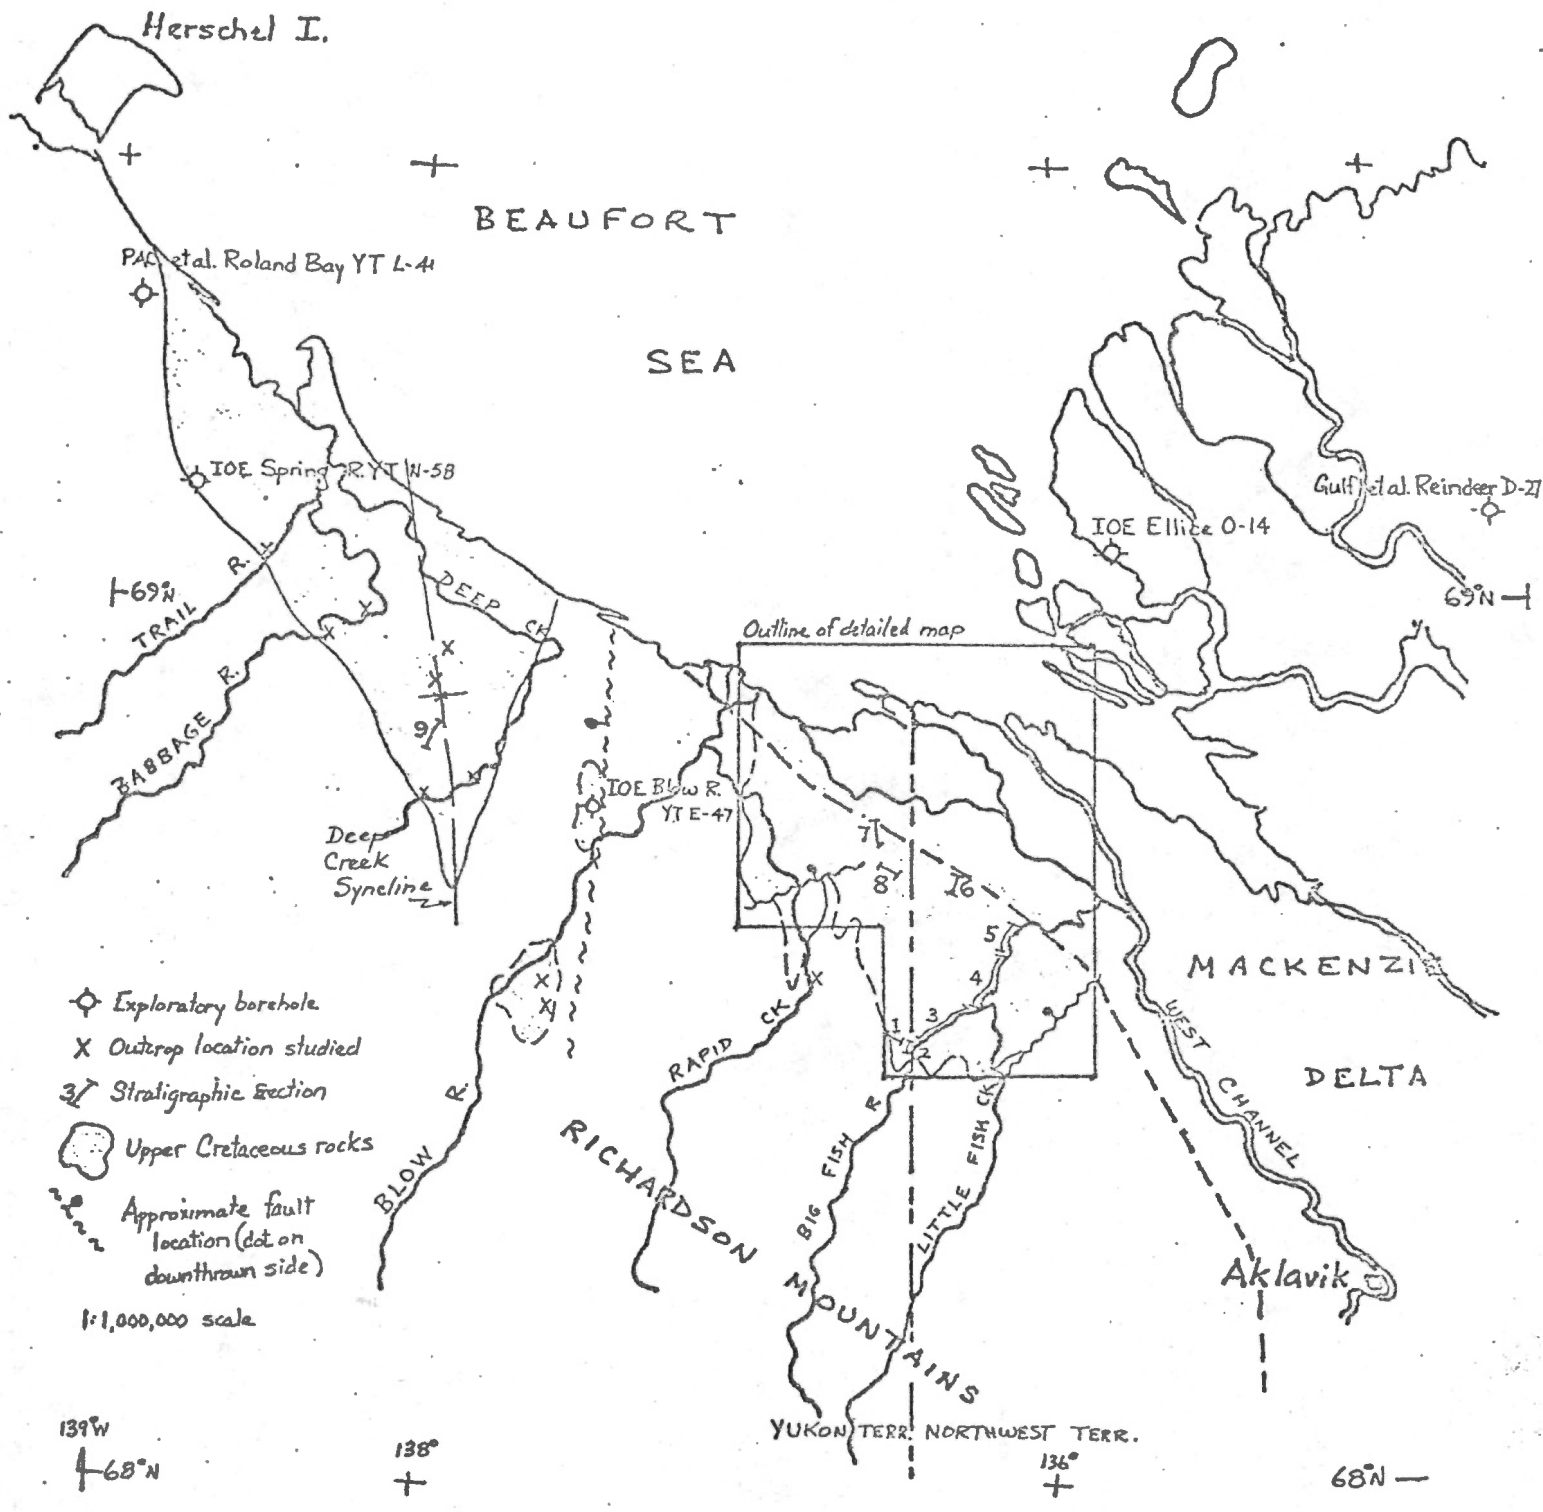 Herschel I.
BEAUFORT
SEA
PAC et al. Roland Bay YT L-41
IOE Spring R. YT N-58
Gulf et al. Reindeer D-27
IOE Ellice O-14
69°N
69°N
TRAIL R.
DEEP CK
Outline of detailed map
BABBAGE R.
9
IOE Blow R.
YT E-47
7
8
6
Deep
Creek
Syncline
5
4
3
1
2
MACKENZI
DELTA
WEST CHANNEL
RAPID CK
BLOW R.
BIG FISH R
LITTLE FISH CK
RICHARDSON MOUNTAINS
Aklavik
Exploratory borehole
X Outcrop location studied
3 Stratigraphic section
Upper Cretaceous rocks
Approximate fault
location (dot on
downthrown side)
1:1,000,000 scale
YUKON TERR. NORTHWEST TERR.
139°W
68°N
138°
136°
68°N